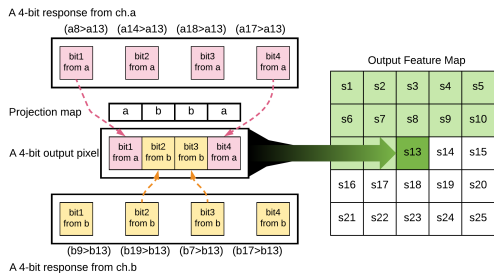 A 4-bit response from ch.a
(a8>a13) (a14>a13) (a18>a13) (a17>a13)
bit1 from a
bit2 from a
bit3 from a
bit4 from a
Projection map
a b b a
A 4-bit output pixel
bit1 from a
bit2 from b
bit3 from b
bit4 from a
bit1 from b
bit2 from b
bit3 from b
bit4 from b
(b9>b13) (b19>b13) (b7>b13) (b17>b13)
A 4-bit response from ch.b
Output Feature Map
s1 s2 s3 s4 s5
s6 s7 s8 s9 s10
s13 s14 s15
s16 s17 s18 s19 s20
s21 s22 s23 s24 s25